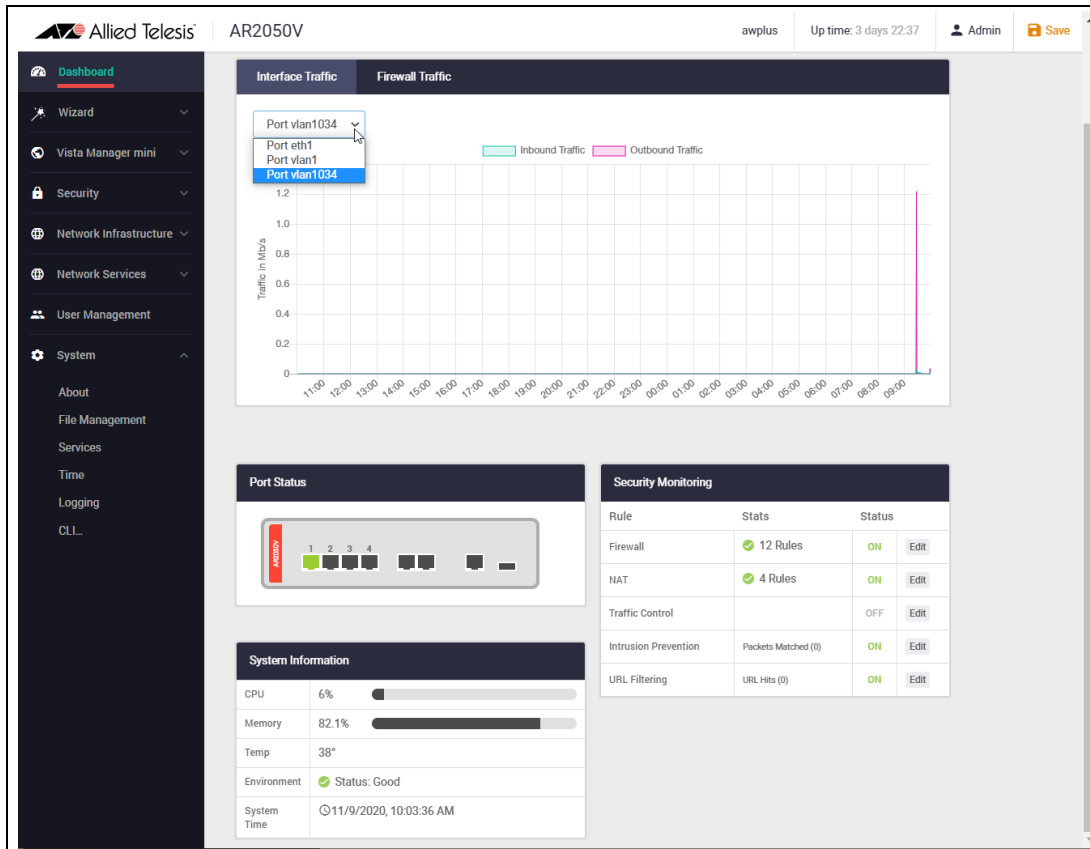 Allied Telesis
AR2050V
awplus
Up time: 3 days 22:37
Admin
Save
Dashboard
Wizard
Vista Manager mini
Security
Network Infrastructure
Network Services
User Management
System
About
File Management
Services
Time
Logging
CLI...
Interface Traffic
Firewall Traffic
Port vlan1034
Port eth1
Port vlan1
Port vlan1034
Inbound Traffic
Outbound Traffic
Traffic in Mb/s
1.2
1.0
0.8
0.6
0.4
0.2
0
11:00 12:00 13:00 14:00 15:00 16:00 17:00 18:00 19:00 20:00 21:00 22:00 23:00 00:00 01:00 02:00 03:00 04:00 05:00 06:00 07:00 08:00 09:00
Port Status
AR2050V
1 2 3 4
System Information
CPU 6%
Memory 82.1%
Temp 38°
Environment Status: Good
System Time 11/9/2020, 10:03:36 AM
Security Monitoring
Rule Stats Status
Firewall 12 Rules ON Edit
NAT 4 Rules ON Edit
Traffic Control OFF Edit
Intrusion Prevention Packets Matched (0) ON Edit
URL Filtering URL Hits (0) ON Edit